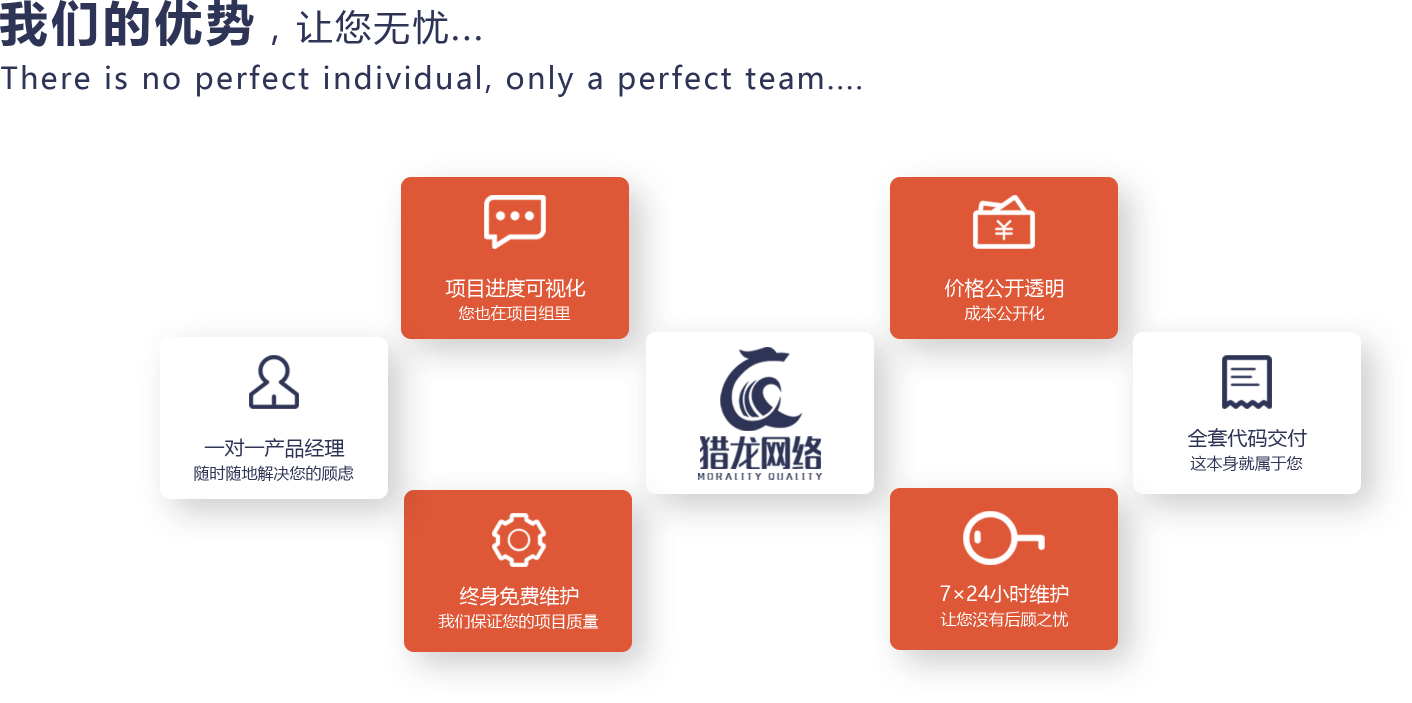 我们的优势，让您无忧...
There is no perfect individual, only a perfect team....
项目进度可视化
您也在项目组里
价格公开透明
成本公开化
一对一产品经理
随时随地解决您的顾虑
猎龙网络
MORALITY QUALITY
全套代码交付
这本身就属于您
终身免费维护
我们保证您的项目质量
7×24小时维护
让您没有后顾之忧
¥